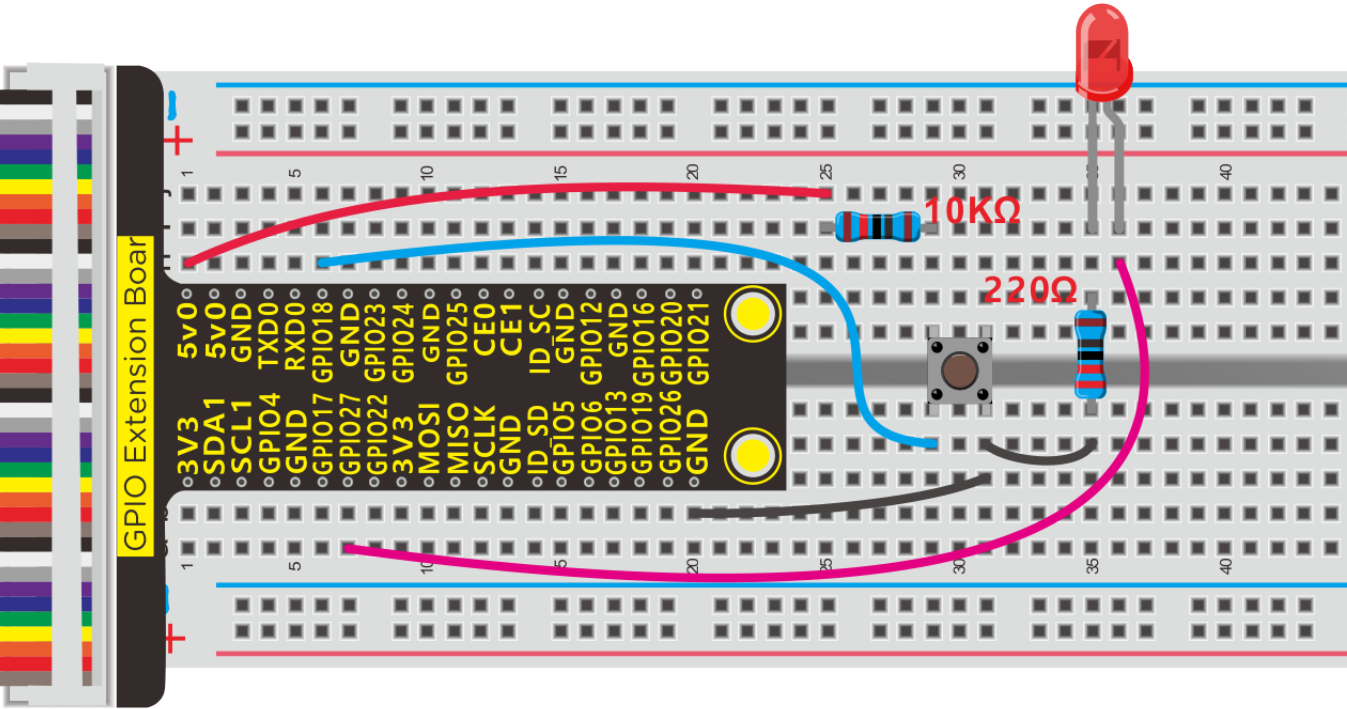 1 5 10 15 20 25 30 40
10KΩ
220Ω
GPIO Extension Boar
5v0 5v0 GND TXD0 RXD0 GPIO18 GND GPIO23 GPIO24 GND GPIO25 CE0 CE1 ID_SC GND GPIO12 GND GPIO16 GPIO20 GPIO21
3V3 SDA1 SCL1 GPIO4 GND GPIO17 GPIO27 GPIO22 3V3 MOSI MISO SCLK GND ID_SD GPIO5 GPIO6 GPIO13 GPIO19 GPIO26 GND
1 5 10 15 20 25 30 35 40